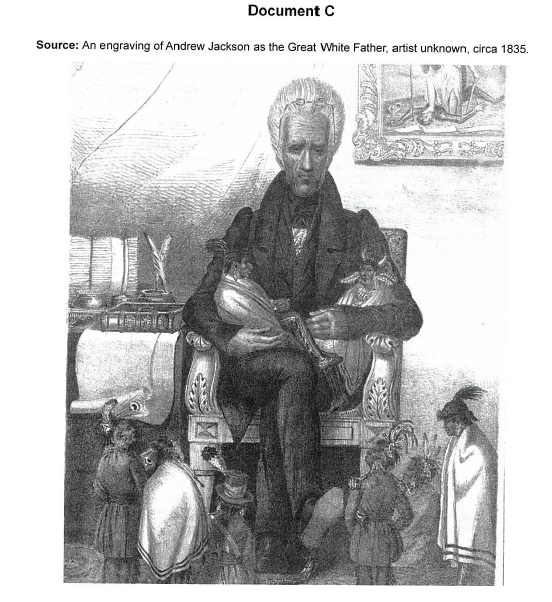 Document C
Source: An engraving of Andrew Jackson as the Great White Father, artist unknown, circa 1835.